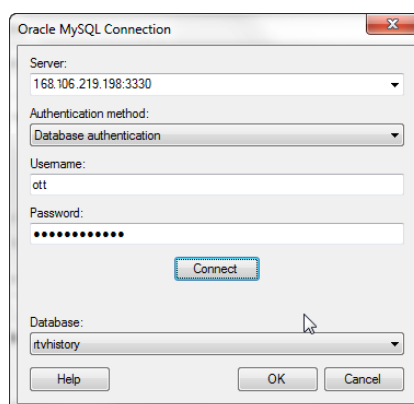 Oracle MySQL Connection
Server:
168.106.219.198:3330
Authentication method:
Database authentication
Username:
ott
Password:
●●●●●●●●●●●●
Connect
Database:
rtvhistory
Help OK Cancel